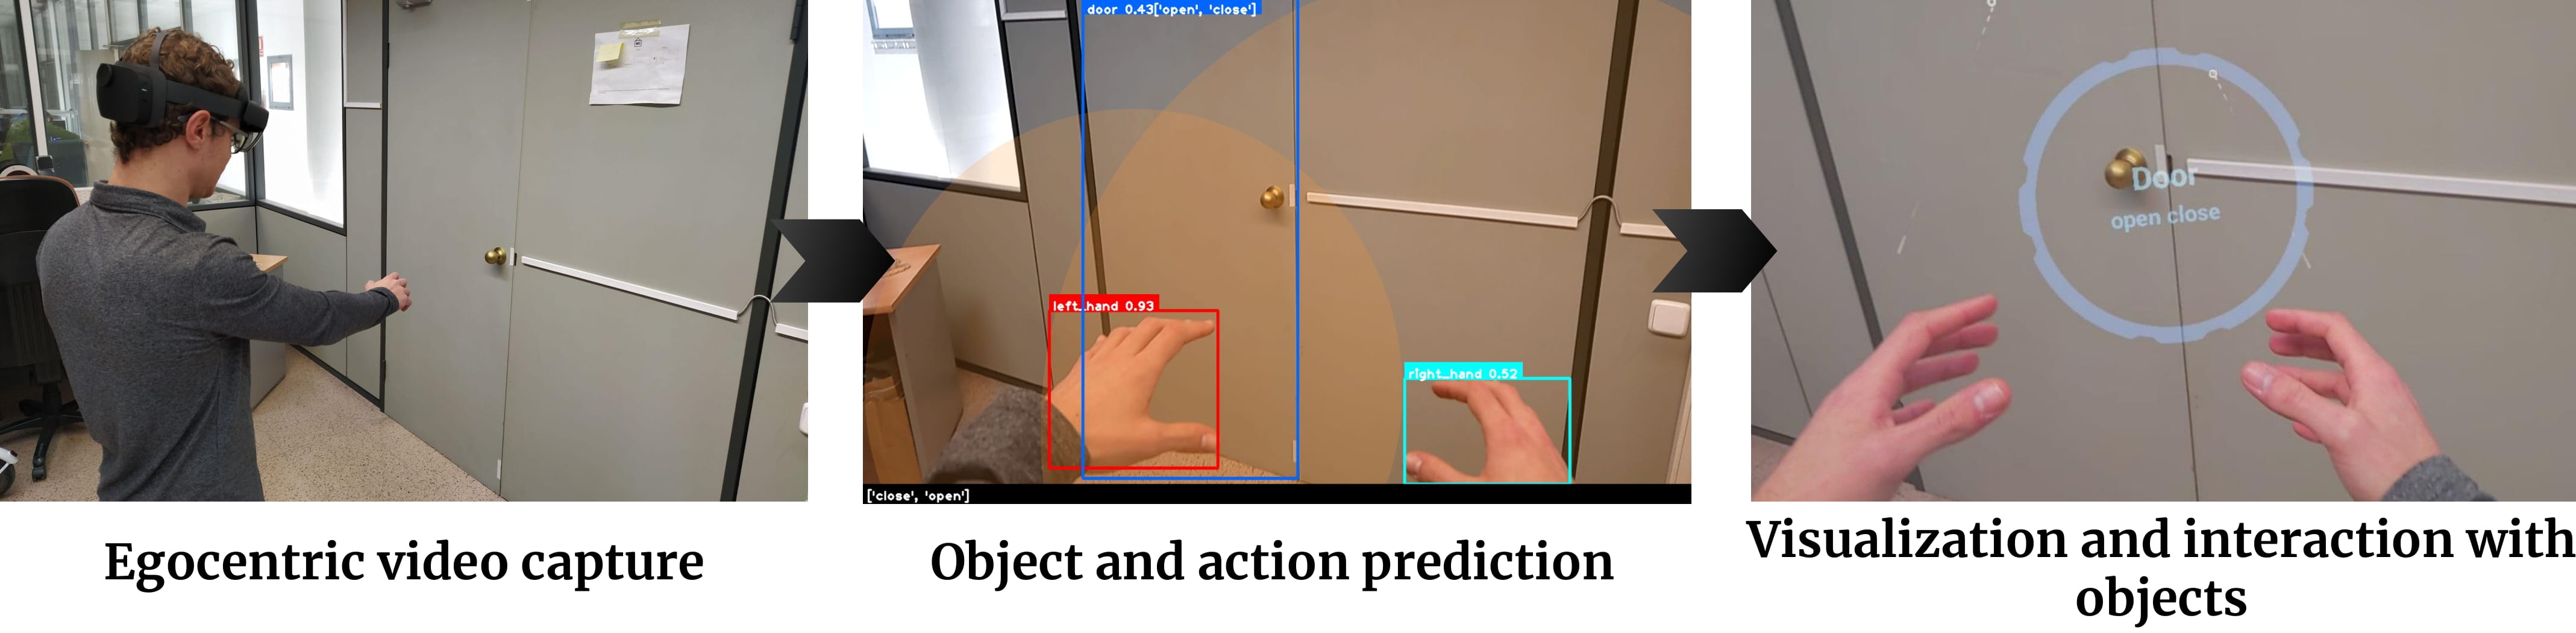 door 0.43['open', 'close']
left_hand 0.93
right_hand 0.52
['close', 'open']
Door
open close
Egocentric video capture
Object and action prediction
Visualization and interaction with
objects